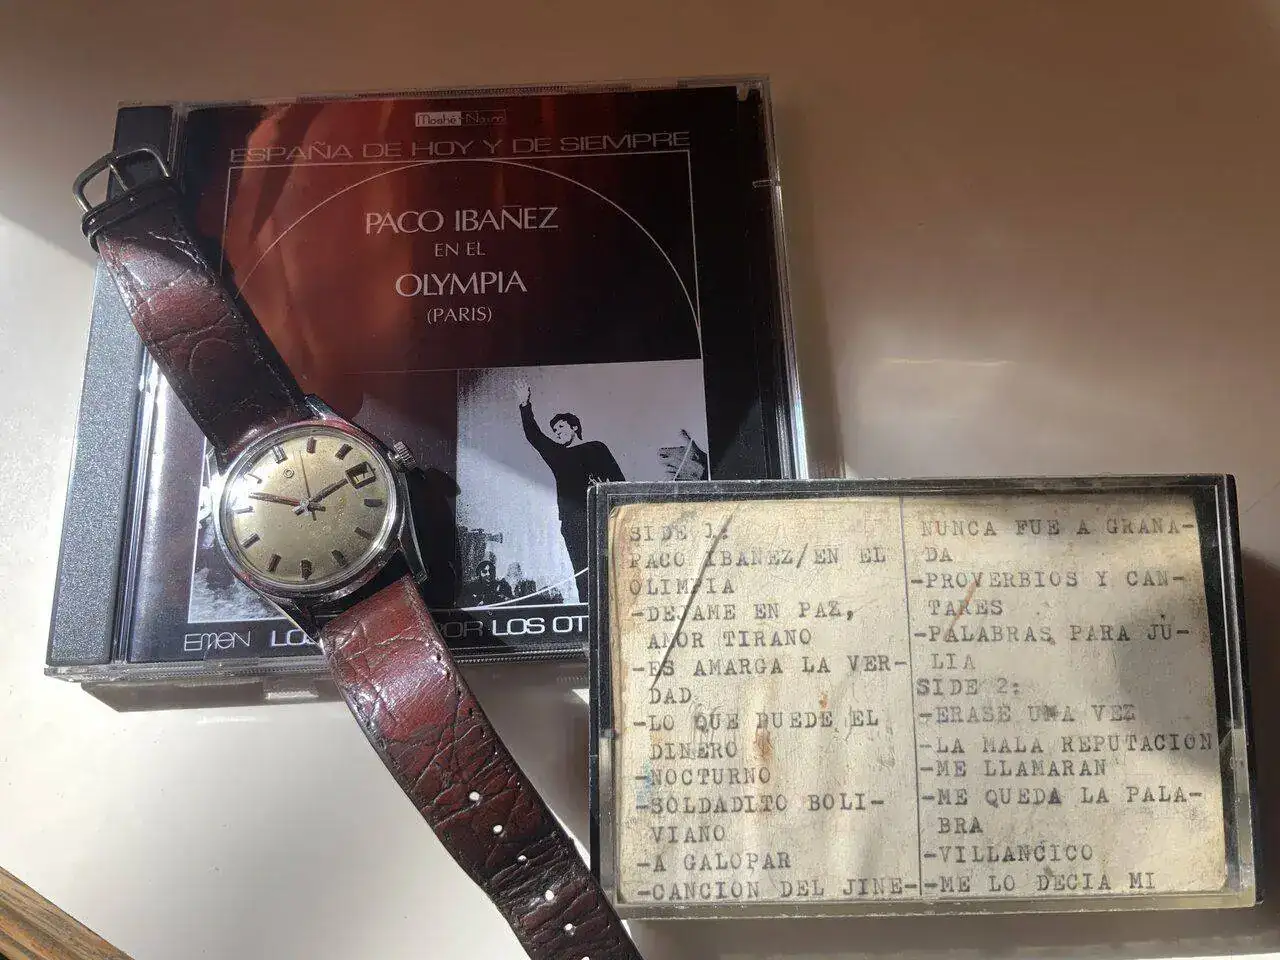 Moshé-Naïm
ESPAÑA DE HOY Y DE SIEMPRE
PACO IBAÑEZ
EN EL
OLYMPIA
(PARIS)
EMEN LOS POR LOS OT
SIDE 1:
PACO IBANEZ/EN EL
OLIMPIA
-DEJAME EN PAZ,
AMOR TIRANO
-ES AMARGA LA VER-
DAD
-LO QUE PUEDE EL
DINERO
-NOCTURNO
-SOLDADITO BOLI-
VIANO
-A GALOPAR
-CANCION DEL JINE-
NUNCA FUE A GRANA-
DA
-PROVERBIOS Y CAN-
TARES
-PALABRAS PARA JU-
LIA
SIDE 2:
-ERASE UNA VEZ
-LA MALA REPUTACION
-ME LLAMARAN
-ME QUEDA LA PALA-
BRA
-VILLANCICO
-ME LO DECIA MI